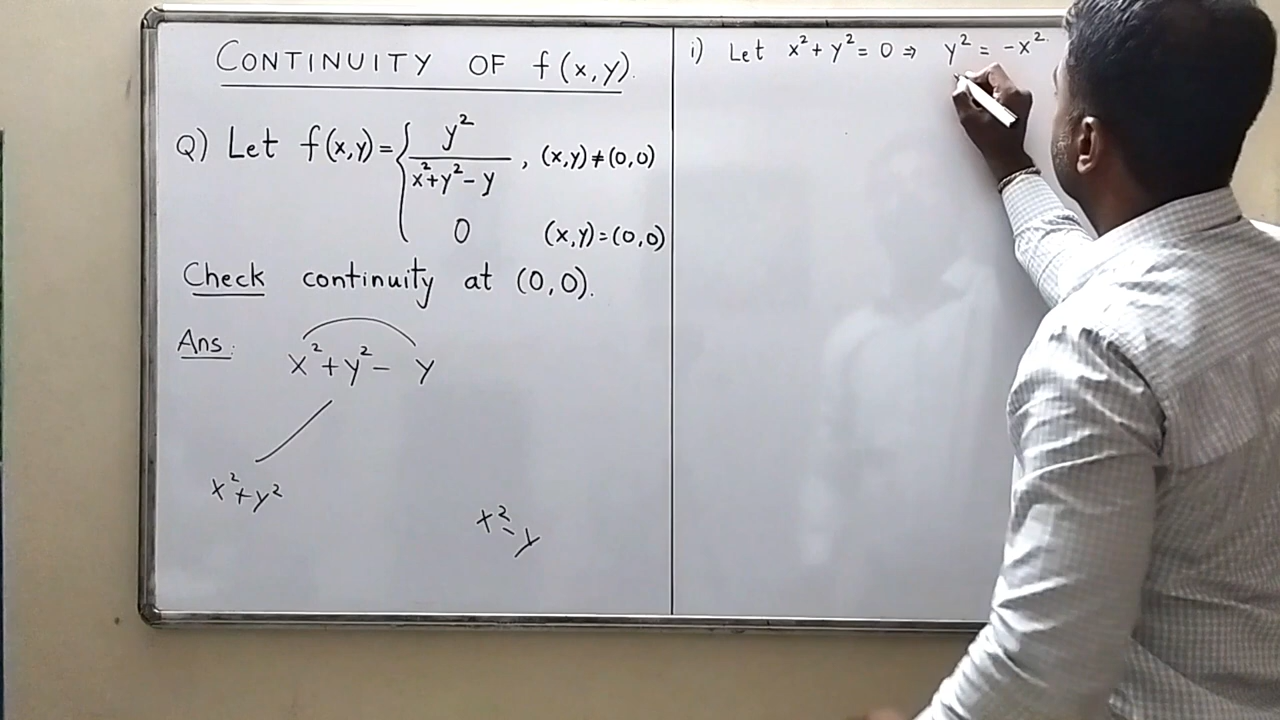 CONTINUITY OF f(x,y).
Q) Let f(x,y) = { y² / (x²+y²-y) , (x,y)≠(0,0)
0 (x,y)=(0,0)
Check continuity at (0,0).
Ans:
x²+y²- y
x²+y²
x²-y
i) Let x²+y²=0 ⇒ y² = -x²